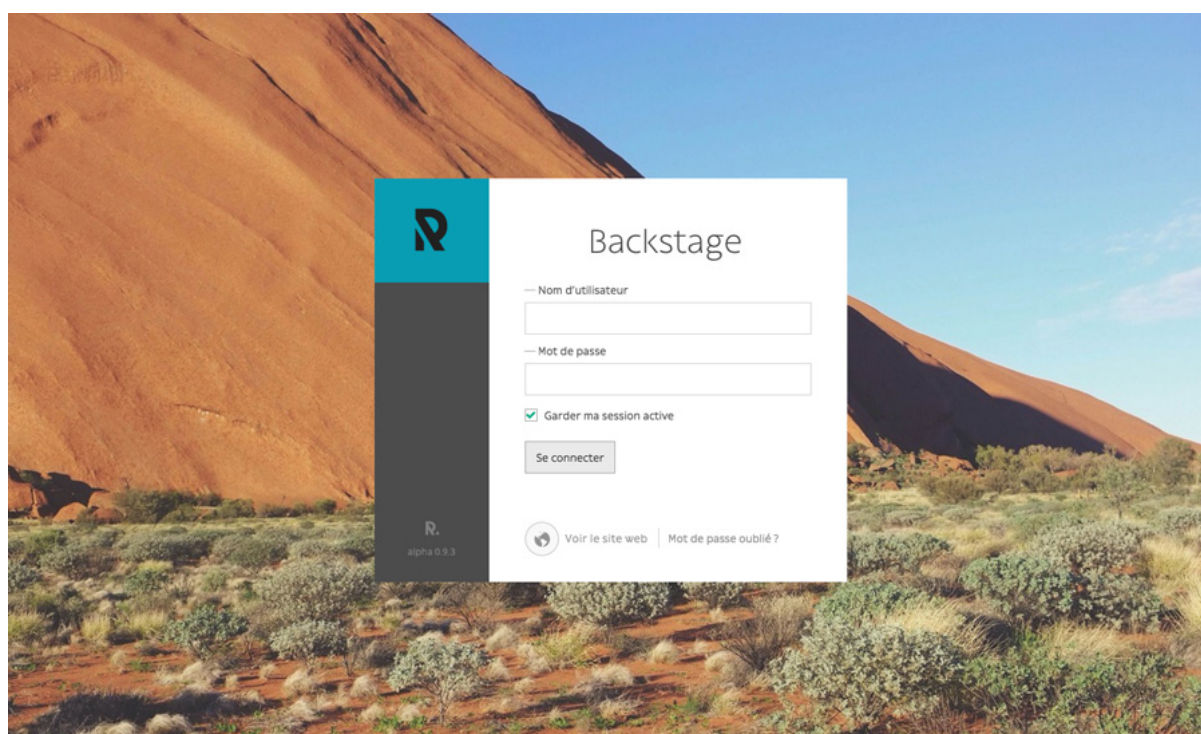 Backstage
Nom d'utilisateur
Mot de passe
Garder ma session active
Se connecter
R.
alpha 0.9.3
Voir le site web
Mot de passe oublié ?